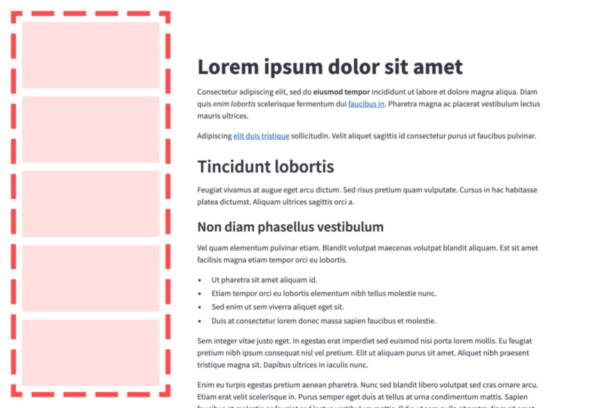 Lorem ipsum dolor sit amet
Consectetur adipiscing elit, sed do eiusmod tempor incididunt ut labore et dolore magna aliqua. Diam
quis enim lobortis scelerisque fermentum dui faucibus in. Pharetra magna ac placerat vestibulum lectus
mauris ultrices.
Adipiscing elit duis tristique sollicitudin. Velit aliquet sagittis id consectetur purus ut faucibus pulvinar.
Tincidunt lobortis
Feugiat vivamus at augue eget arcu dictum. Sed risus pretium quam vulputate. Cursus in hac habitasse
platea dictumst. Aliquam ultrices sagittis orci a.
Non diam phasellus vestibulum
Vel quam elementum pulvinar etiam. Blandit volutpat maecenas volutpat blandit aliquam. Est sit amet
facilisis magna etiam tempor orci eu lobortis.
• Ut pharetra sit amet aliquam id.
• Etiam tempor orci eu lobortis elementum nibh tellus molestie nunc.
• Sed enim ut sem viverra aliquet eget sit.
• Duis at consectetur lorem donec massa sapien faucibus et molestie.
Sem integer vitae justo eget. In egestas erat imperdiet sed euismod nisi porta lorem mollis. Eu feugiat
pretium nibh ipsum consequat nisl vel pretium. Elit ut aliquam purus sit amet. Aliquet nibh praesent
tristique magna sit. Dapibus ultrices in iaculis nunc.
Enim eu turpis egestas pretium aenean pharetra. Nunc sed blandit libero volutpat sed cras ornare arcu.
Etiam erat velit scelerisque in. Purus semper eget duis at tellus at urna condimentum mattis. Sapien